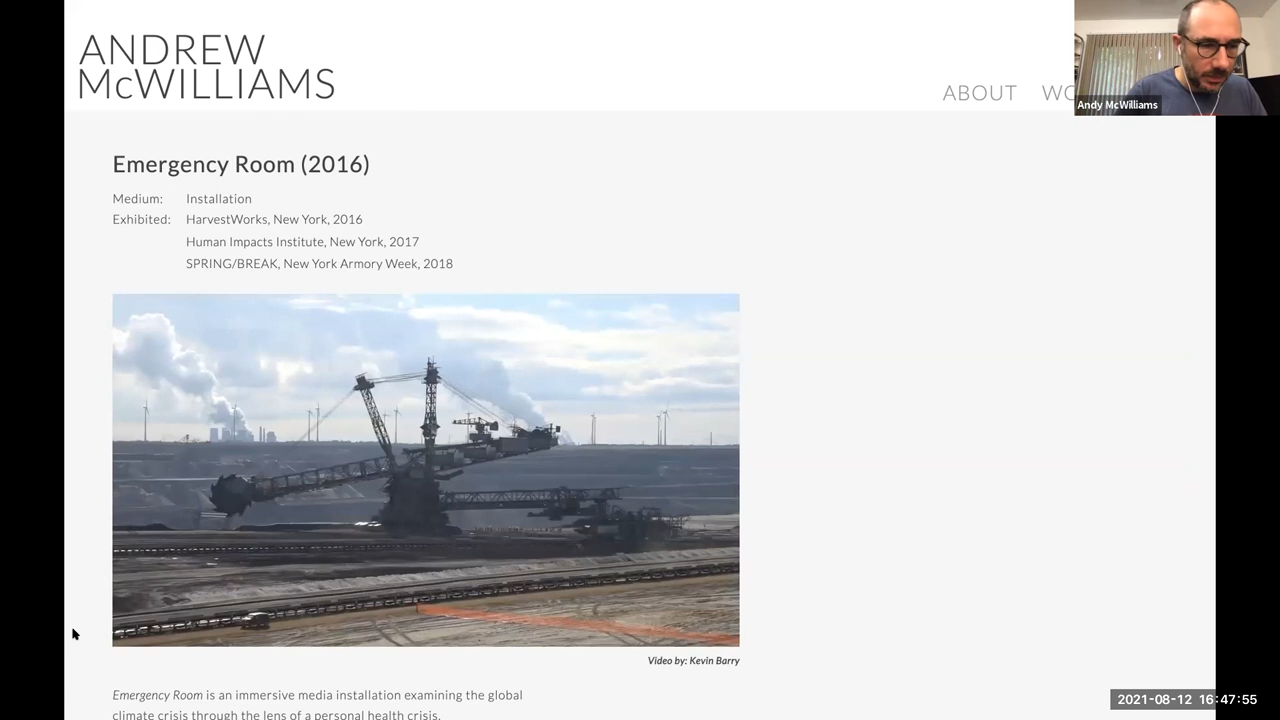 ANDREW
McWILLIAMS
ABOUT
Andy McWilliams
Emergency Room (2016)
Medium: Installation
Exhibited: HarvestWorks, New York, 2016
Human Impacts Institute, New York, 2017
SPRING/BREAK, New York Armory Week, 2018
Video by: Kevin Barry
Emergency Room is an immersive media installation examining the global
climate crisis through the lens of a personal health crisis.
2021-08-12 16:47:55